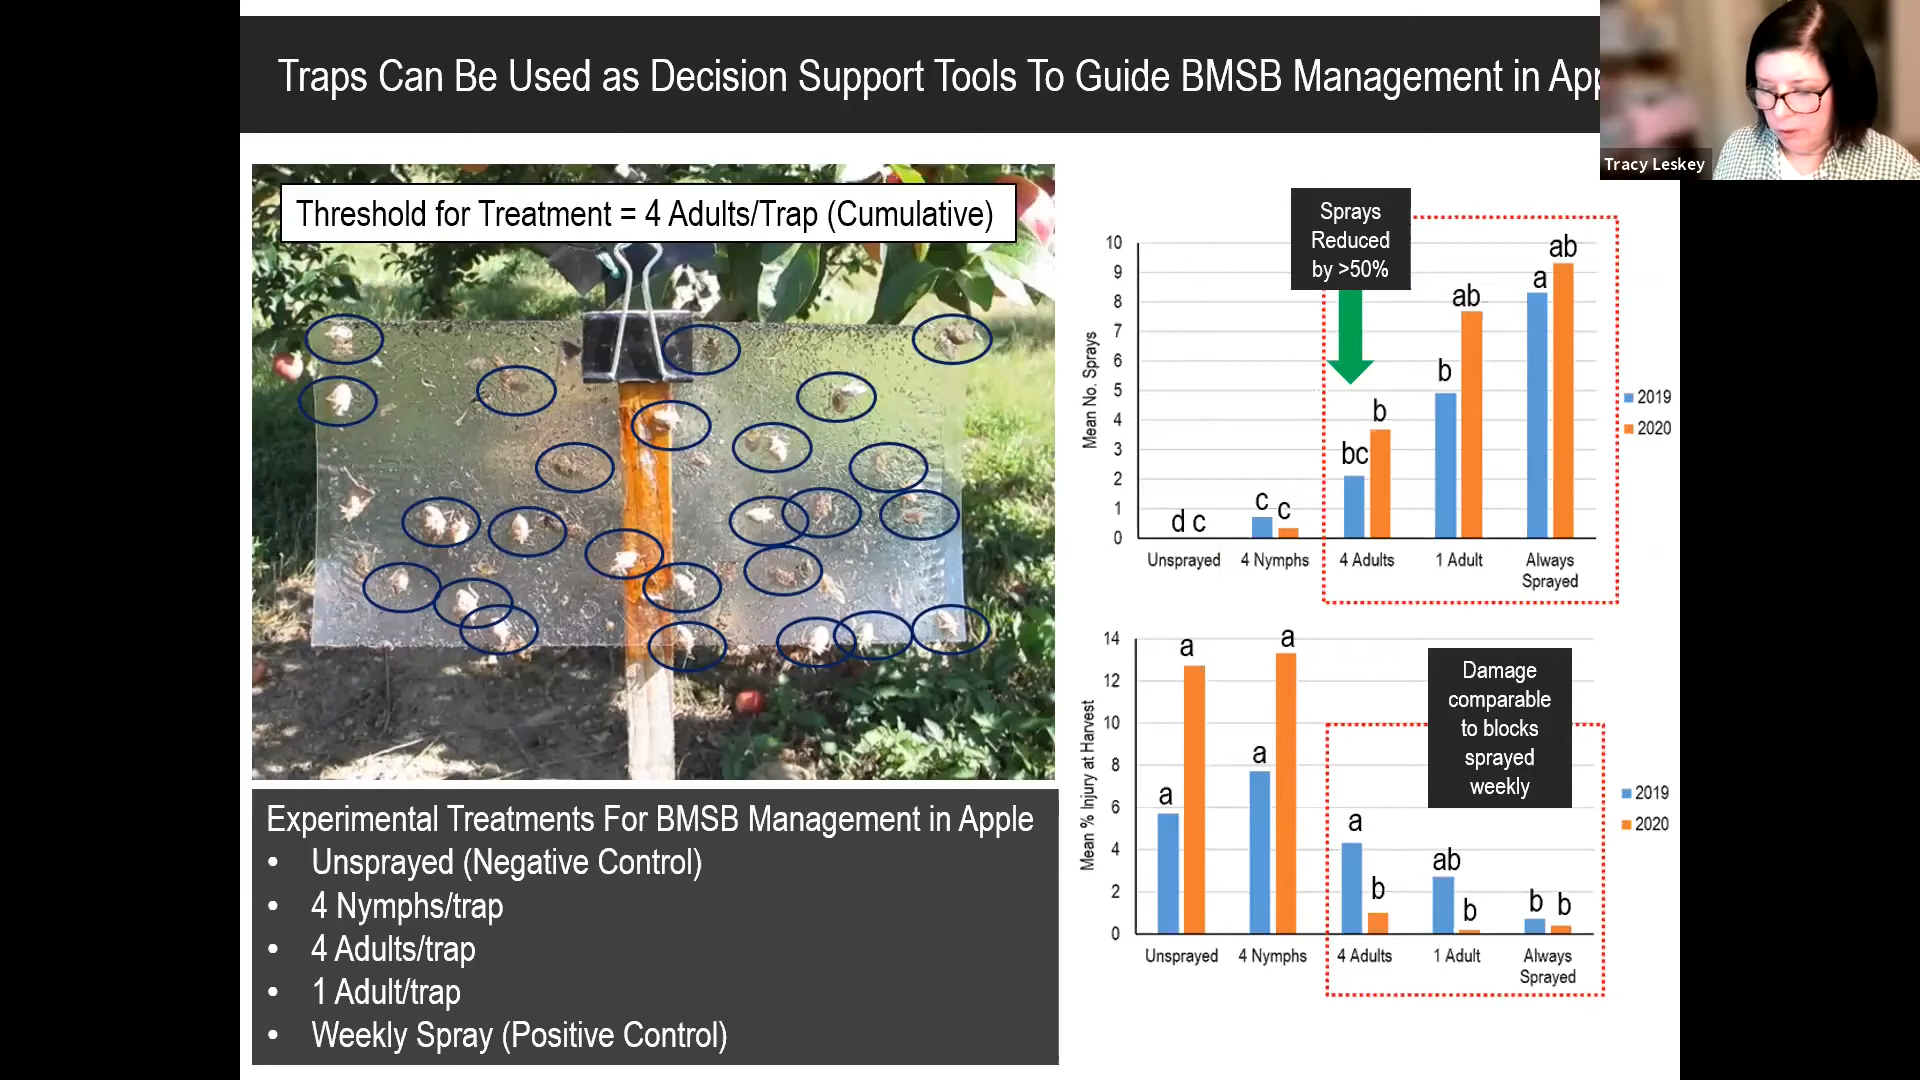 Traps Can Be Used as Decision Support Tools To Guide BMSB Management in App
Tracy Leskey
Threshold for Treatment = 4 Adults/Trap (Cumulative)
Experimental Treatments For BMSB Management in Apple
• Unsprayed (Negative Control)
• 4 Nymphs/trap
• 4 Adults/trap
• 1 Adult/trap
• Weekly Spray (Positive Control)
Sprays
Reduced
by >50%
Mean No. Sprays
10
9
8
7
6
5
4
3
2
1
0
d c
c c
bc b
b ab
a ab
Unsprayed
4 Nymphs
4 Adults
1 Adult
Always
Sprayed
2019
2020
Damage
comparable
to blocks
sprayed
weekly
Mean % Injury at Harvest
14
12
10
8
6
4
2
0
a a
a a
a b
ab b
b b
Unsprayed
4 Nymphs
4 Adults
1 Adult
Always
Sprayed
2019
2020